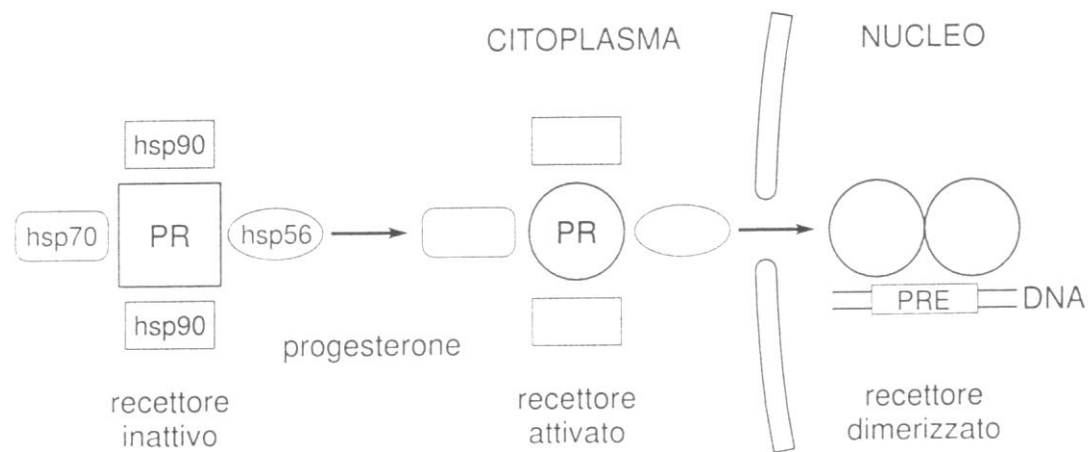 CITOPLASMA
NUCLEO
hsp90
hsp70
PR
hsp56
hsp90
progesterone
recettore
inattivo
PR
recettore
attivato
PRE
DNA
recettore
dimerizzato